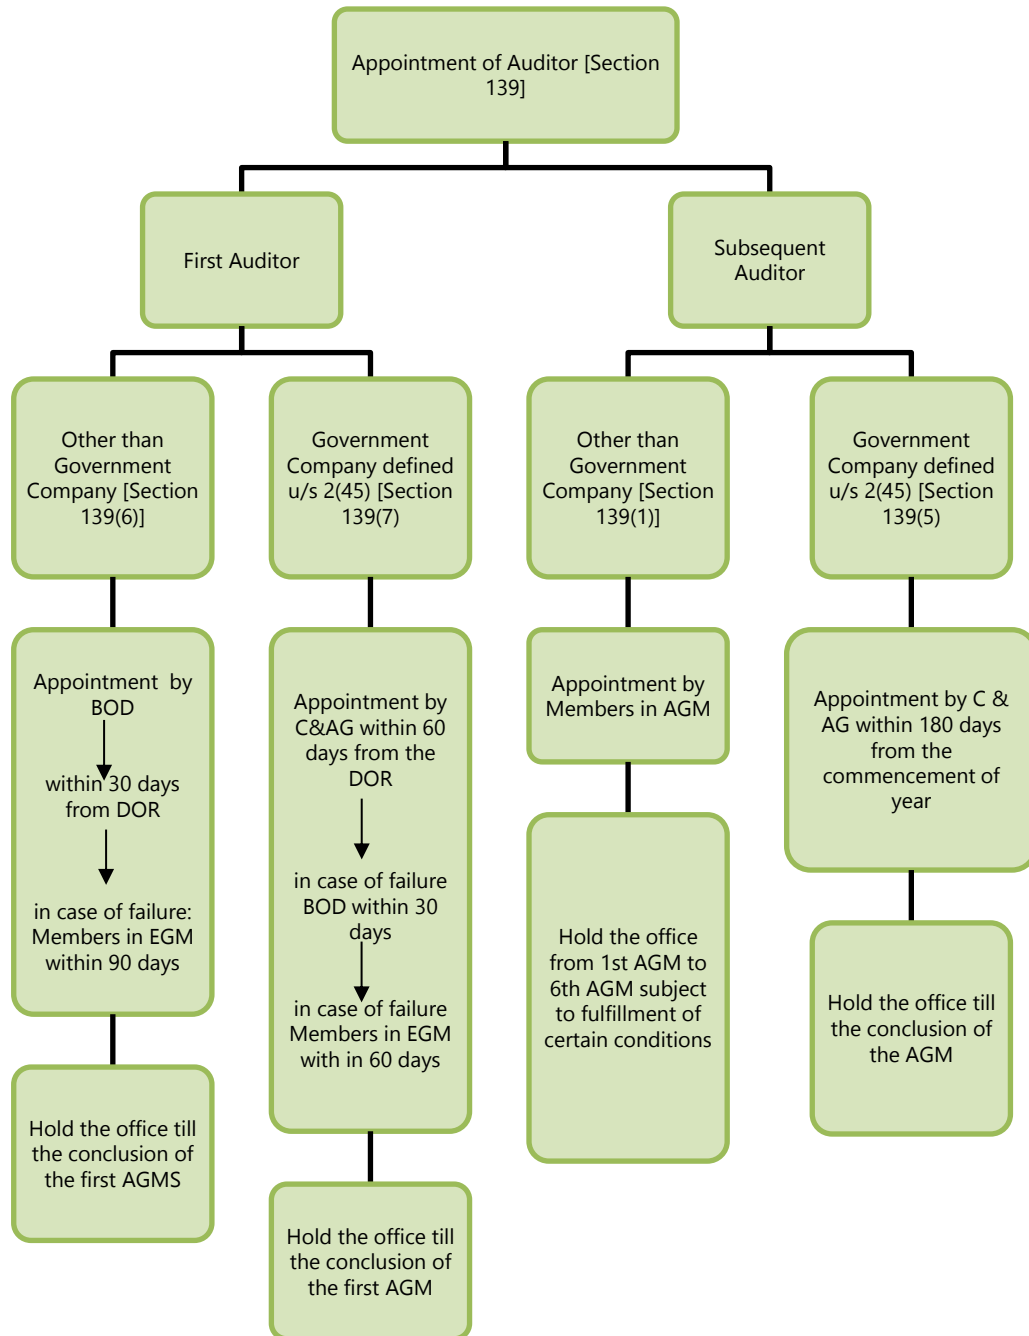 Appointment of Auditor [Section
139]
First Auditor
Subsequent
Auditor
Other than
Government
Company [Section
139(6)]
Government
Company defined
u/s 2(45) [Section
139(7)
Other than
Government
Company [Section
139(1)]
Government
Company defined
u/s 2(45) [Section
139(5)
Appointment by
BOD
within 30 days
from DOR
in case of failure:
Members in EGM
within 90 days
Appointment by
C&AG within 60
days from the
DOR
in case of failure
BOD within 30
days
in case of failure
Members in EGM
with in 60 days
Appointment by
Members in AGM
Appointment by C &
AG within 180 days
from the
commencement of
year
Hold the office
from 1st AGM to
6th AGM subject
to fulfillment of
certain conditions
Hold the office till
the conclusion of
the AGM
Hold the office till
the conclusion of
the first AGMS
Hold the office till
the conclusion of
the first AGM